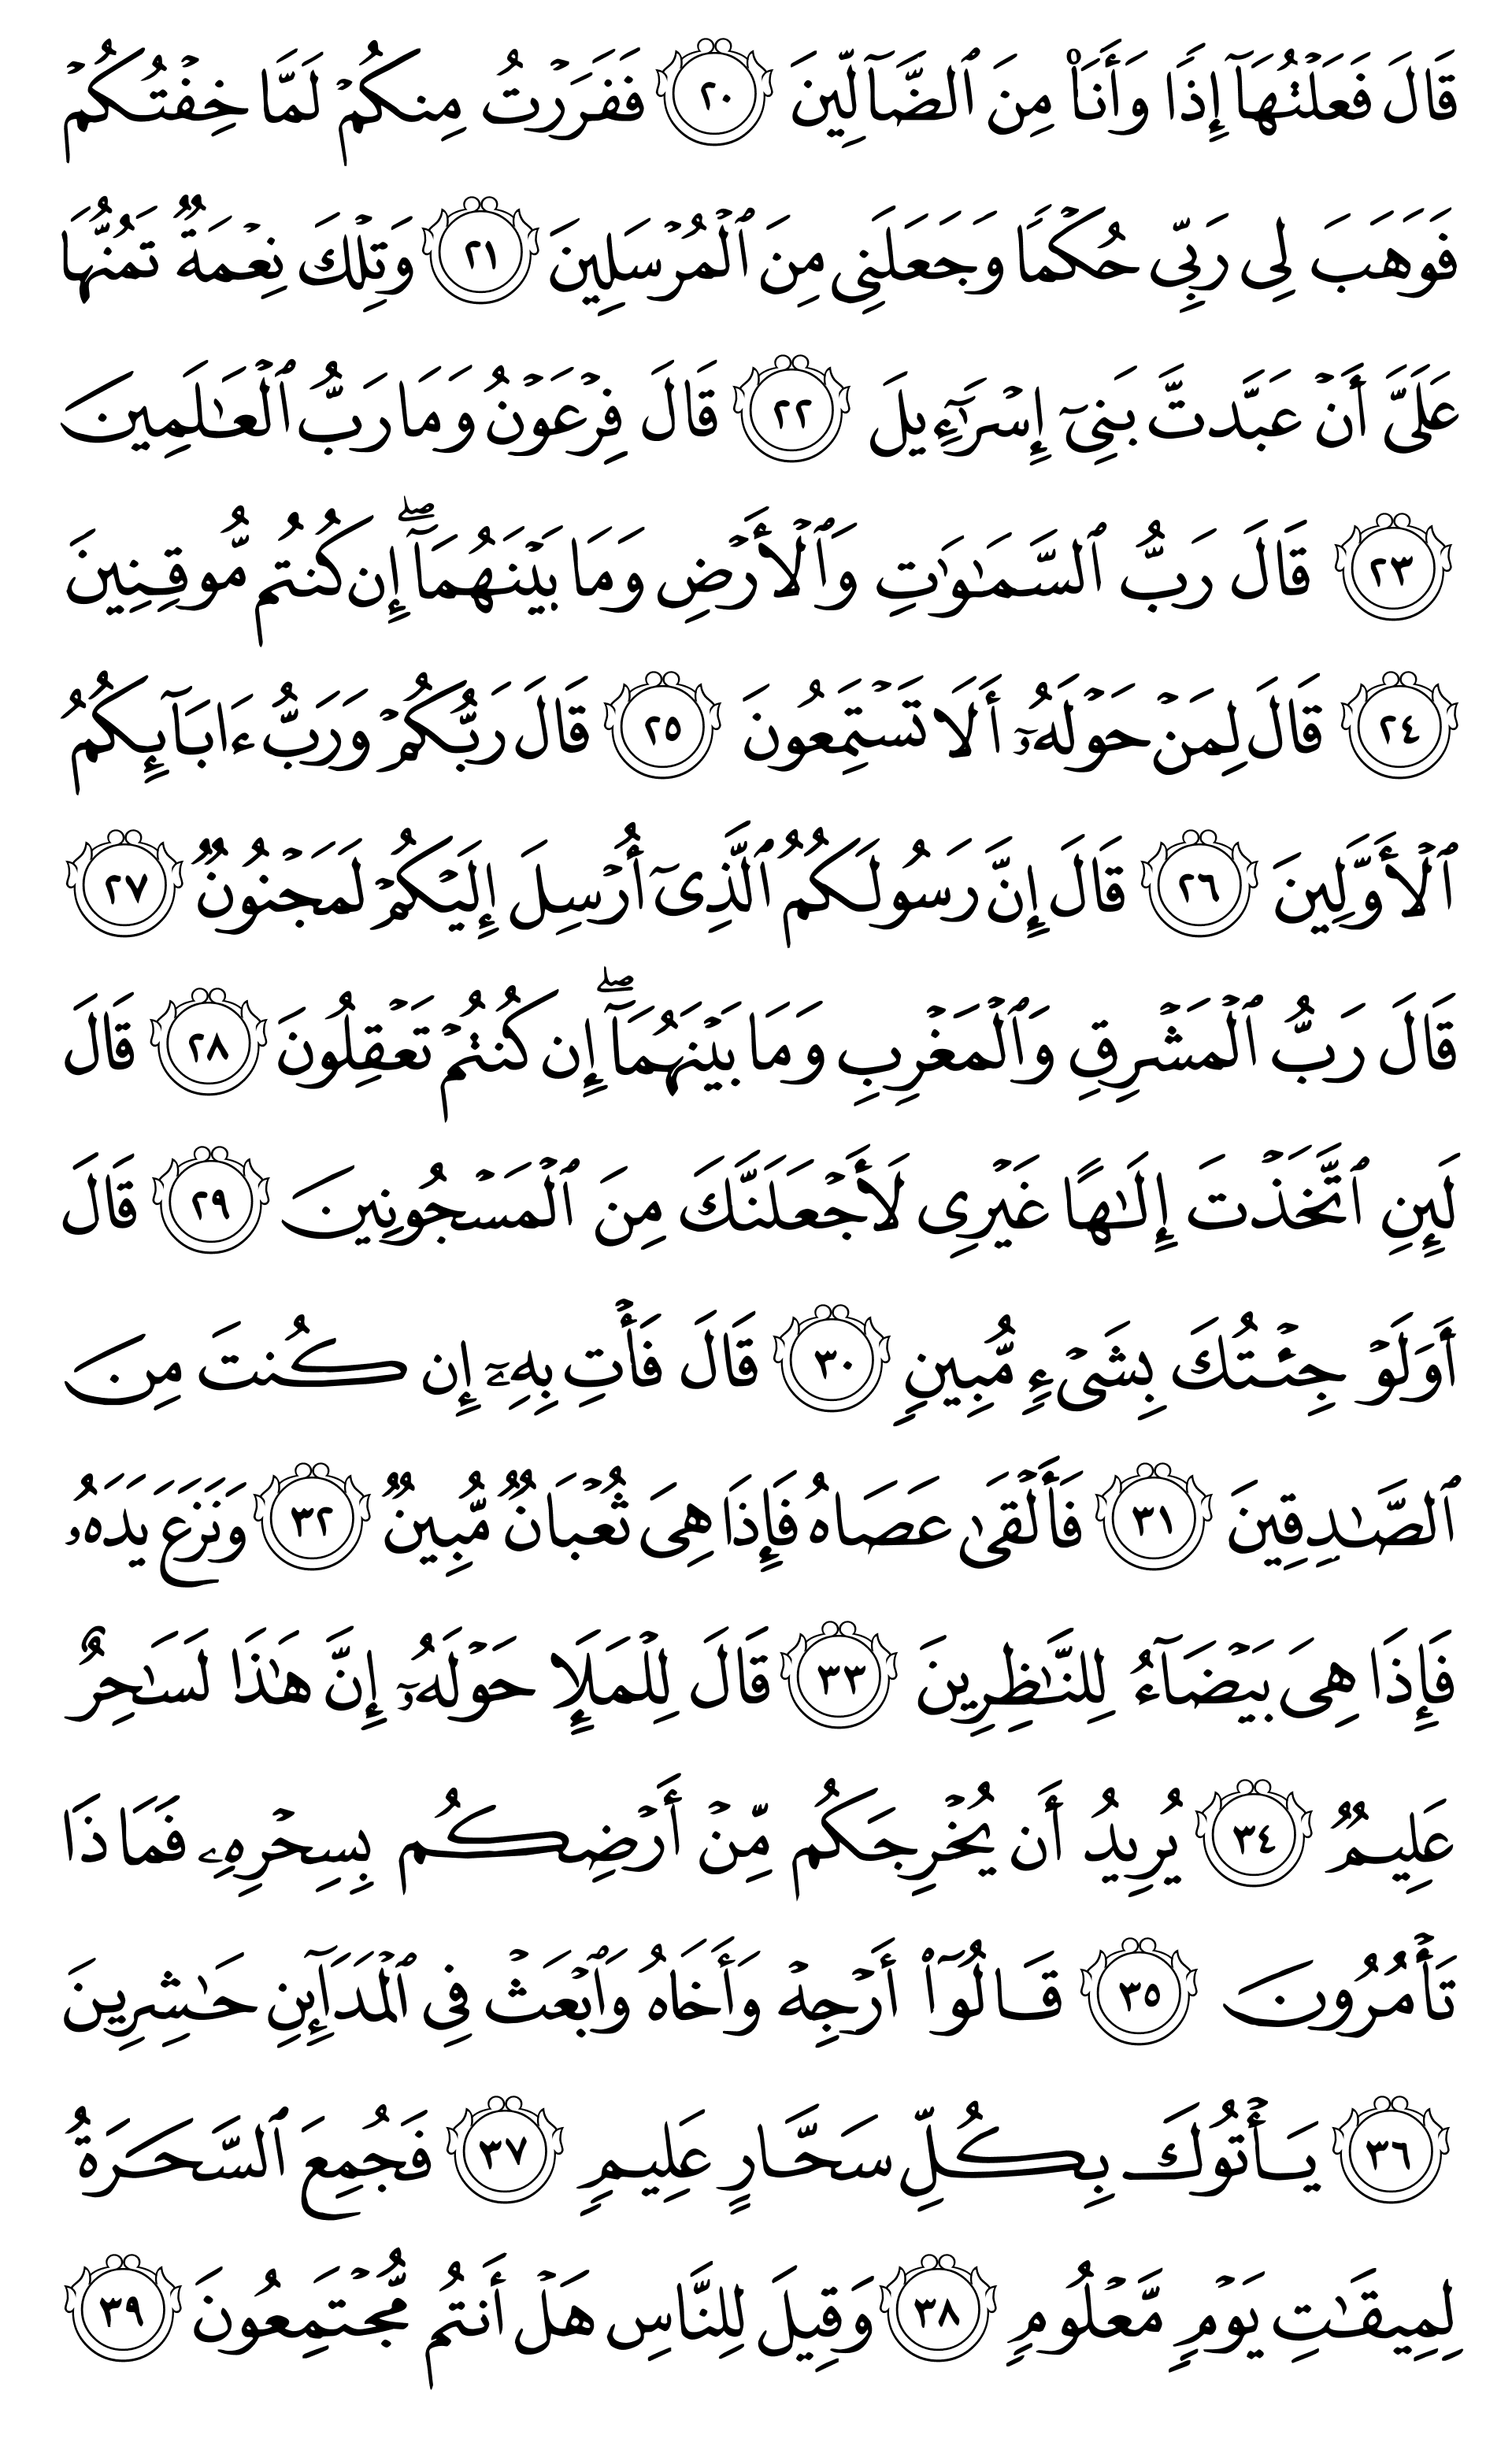 قَالَ فَعَلْتُهَآ إِذًا وَأَنَا۠ مِنَ ٱلضَّآلِّينَ ٢٠ فَفَرَرْتُ مِنكُمْ لَمَّا خِفْتُكُمْ
فَوَهَبَ لِى رَبِّى حُكْمًا وَجَعَلَنِى مِنَ ٱلْمُرْسَلِينَ ٢١ وَتِلْكَ نِعْمَةٌ تَمُنُّهَا
عَلَىَّ أَنْ عَبَّدتَّ بَنِىٓ إِسْرَٰٓءِيلَ ٢٢ قَالَ فِرْعَوْنُ وَمَا رَبُّ ٱلْعَـٰلَمِينَ
٢٣ قَالَ رَبُّ ٱلسَّمَـٰوَٰتِ وَٱلْأَرْضِ وَمَا بَيْنَهُمَآ ۖ إِن كُنتُم مُّوقِنِينَ
٢٤ قَالَ لِمَنْ حَوْلَهُۥٓ أَلَا تَسْتَمِعُونَ ٢٥ قَالَ رَبُّكُمْ وَرَبُّ ءَابَآئِكُمُ
ٱلْأَوَّلِينَ ٢٦ قَالَ إِنَّ رَسُولَكُمُ ٱلَّذِىٓ أُرْسِلَ إِلَيْكُمْ لَمَجْنُونٌ ٢٧
قَالَ رَبُّ ٱلْمَشْرِقِ وَٱلْمَغْرِبِ وَمَا بَيْنَهُمَآ ۖ إِن كُنتُمْ تَعْقِلُونَ ٢٨ قَالَ
لَئِنِ ٱتَّخَذْتَ إِلَـٰهًا غَيْرِى لَأَجْعَلَنَّكَ مِنَ ٱلْمَسْجُونِينَ ٢٩ قَالَ
أَوَلَوْ جِئْتُكَ بِشَىْءٍ مُّبِينٍ ٣٠ قَالَ فَأْتِ بِهِۦٓ إِن كُنتَ مِنَ
ٱلصَّـٰدِقِينَ ٣١ فَأَلْقَىٰ عَصَاهُ فَإِذَا هِىَ ثُعْبَانٌ مُّبِينٌ ٣٢ وَنَزَعَ يَدَهُۥ
فَإِذَا هِىَ بَيْضَآءُ لِلنَّـٰظِرِينَ ٣٣ قَالَ لِلْمَلَإِ حَوْلَهُۥٓ إِنَّ هَـٰذَا لَسَـٰحِرٌ
عَلِيمٌ ٣٤ يُرِيدُ أَن يُخْرِجَكُم مِّنْ أَرْضِكُم بِسِحْرِهِۦ فَمَاذَا
تَأْمُرُونَ ٣٥ قَالُوٓا۟ أَرْجِهْ وَأَخَاهُ وَٱبْعَثْ فِى ٱلْمَدَآئِنِ حَـٰشِرِينَ
٣٦ يَأْتُوكَ بِكُلِّ سَحَّارٍ عَلِيمٍ ٣٧ فَجُمِعَ ٱلسَّحَرَةُ
لِمِيقَـٰتِ يَوْمٍ مَّعْلُومٍ ٣٨ وَقِيلَ لِلنَّاسِ هَلْ أَنتُم مُّجْتَمِعُونَ ٣٩